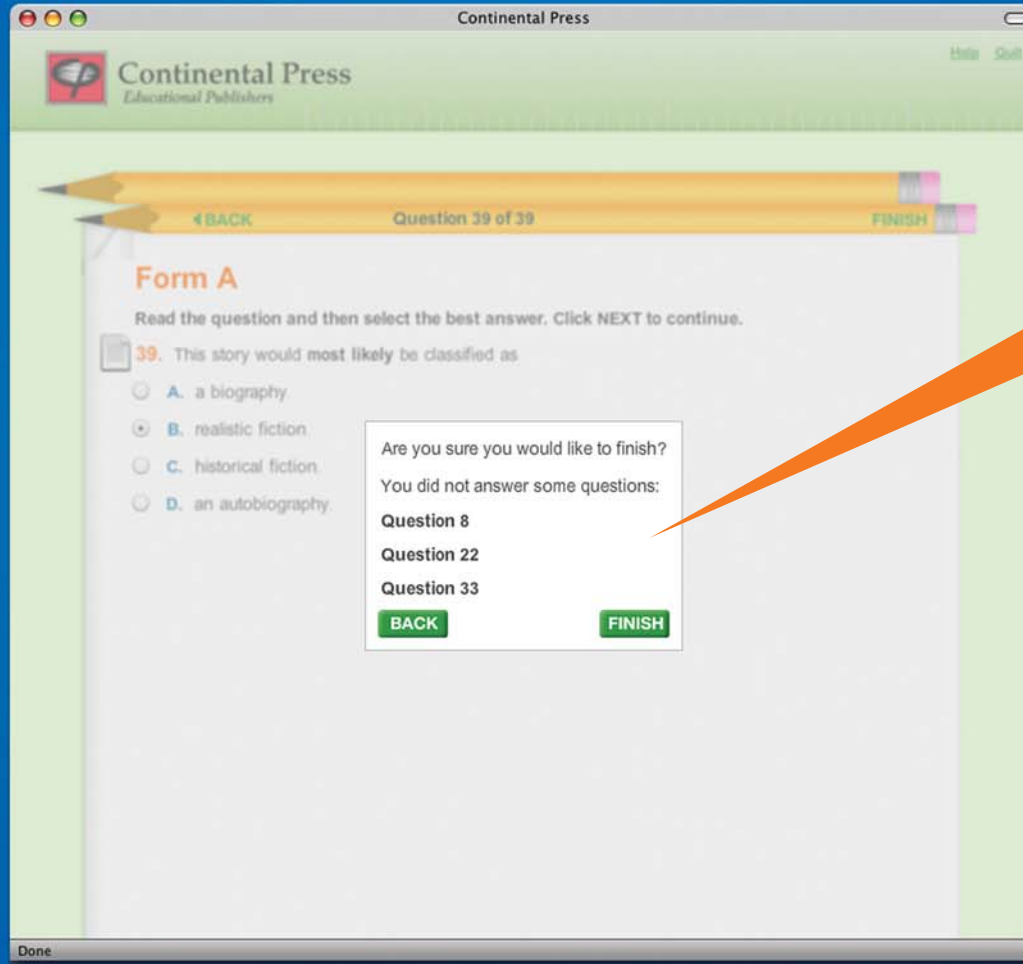 Continental Press
Help Quit
Continental Press
Educational Publishers
BACK Question 39 of 39 FINISH
Form A
Read the question and then select the best answer. Click NEXT to continue.
39. This story would most likely be classified as
A. a biography.
B. realistic fiction.
C. historical fiction.
D. an autobiography.
Are you sure you would like to finish?
You did not answer some questions:
Question 8
Question 22
Question 33
BACK FINISH
Done